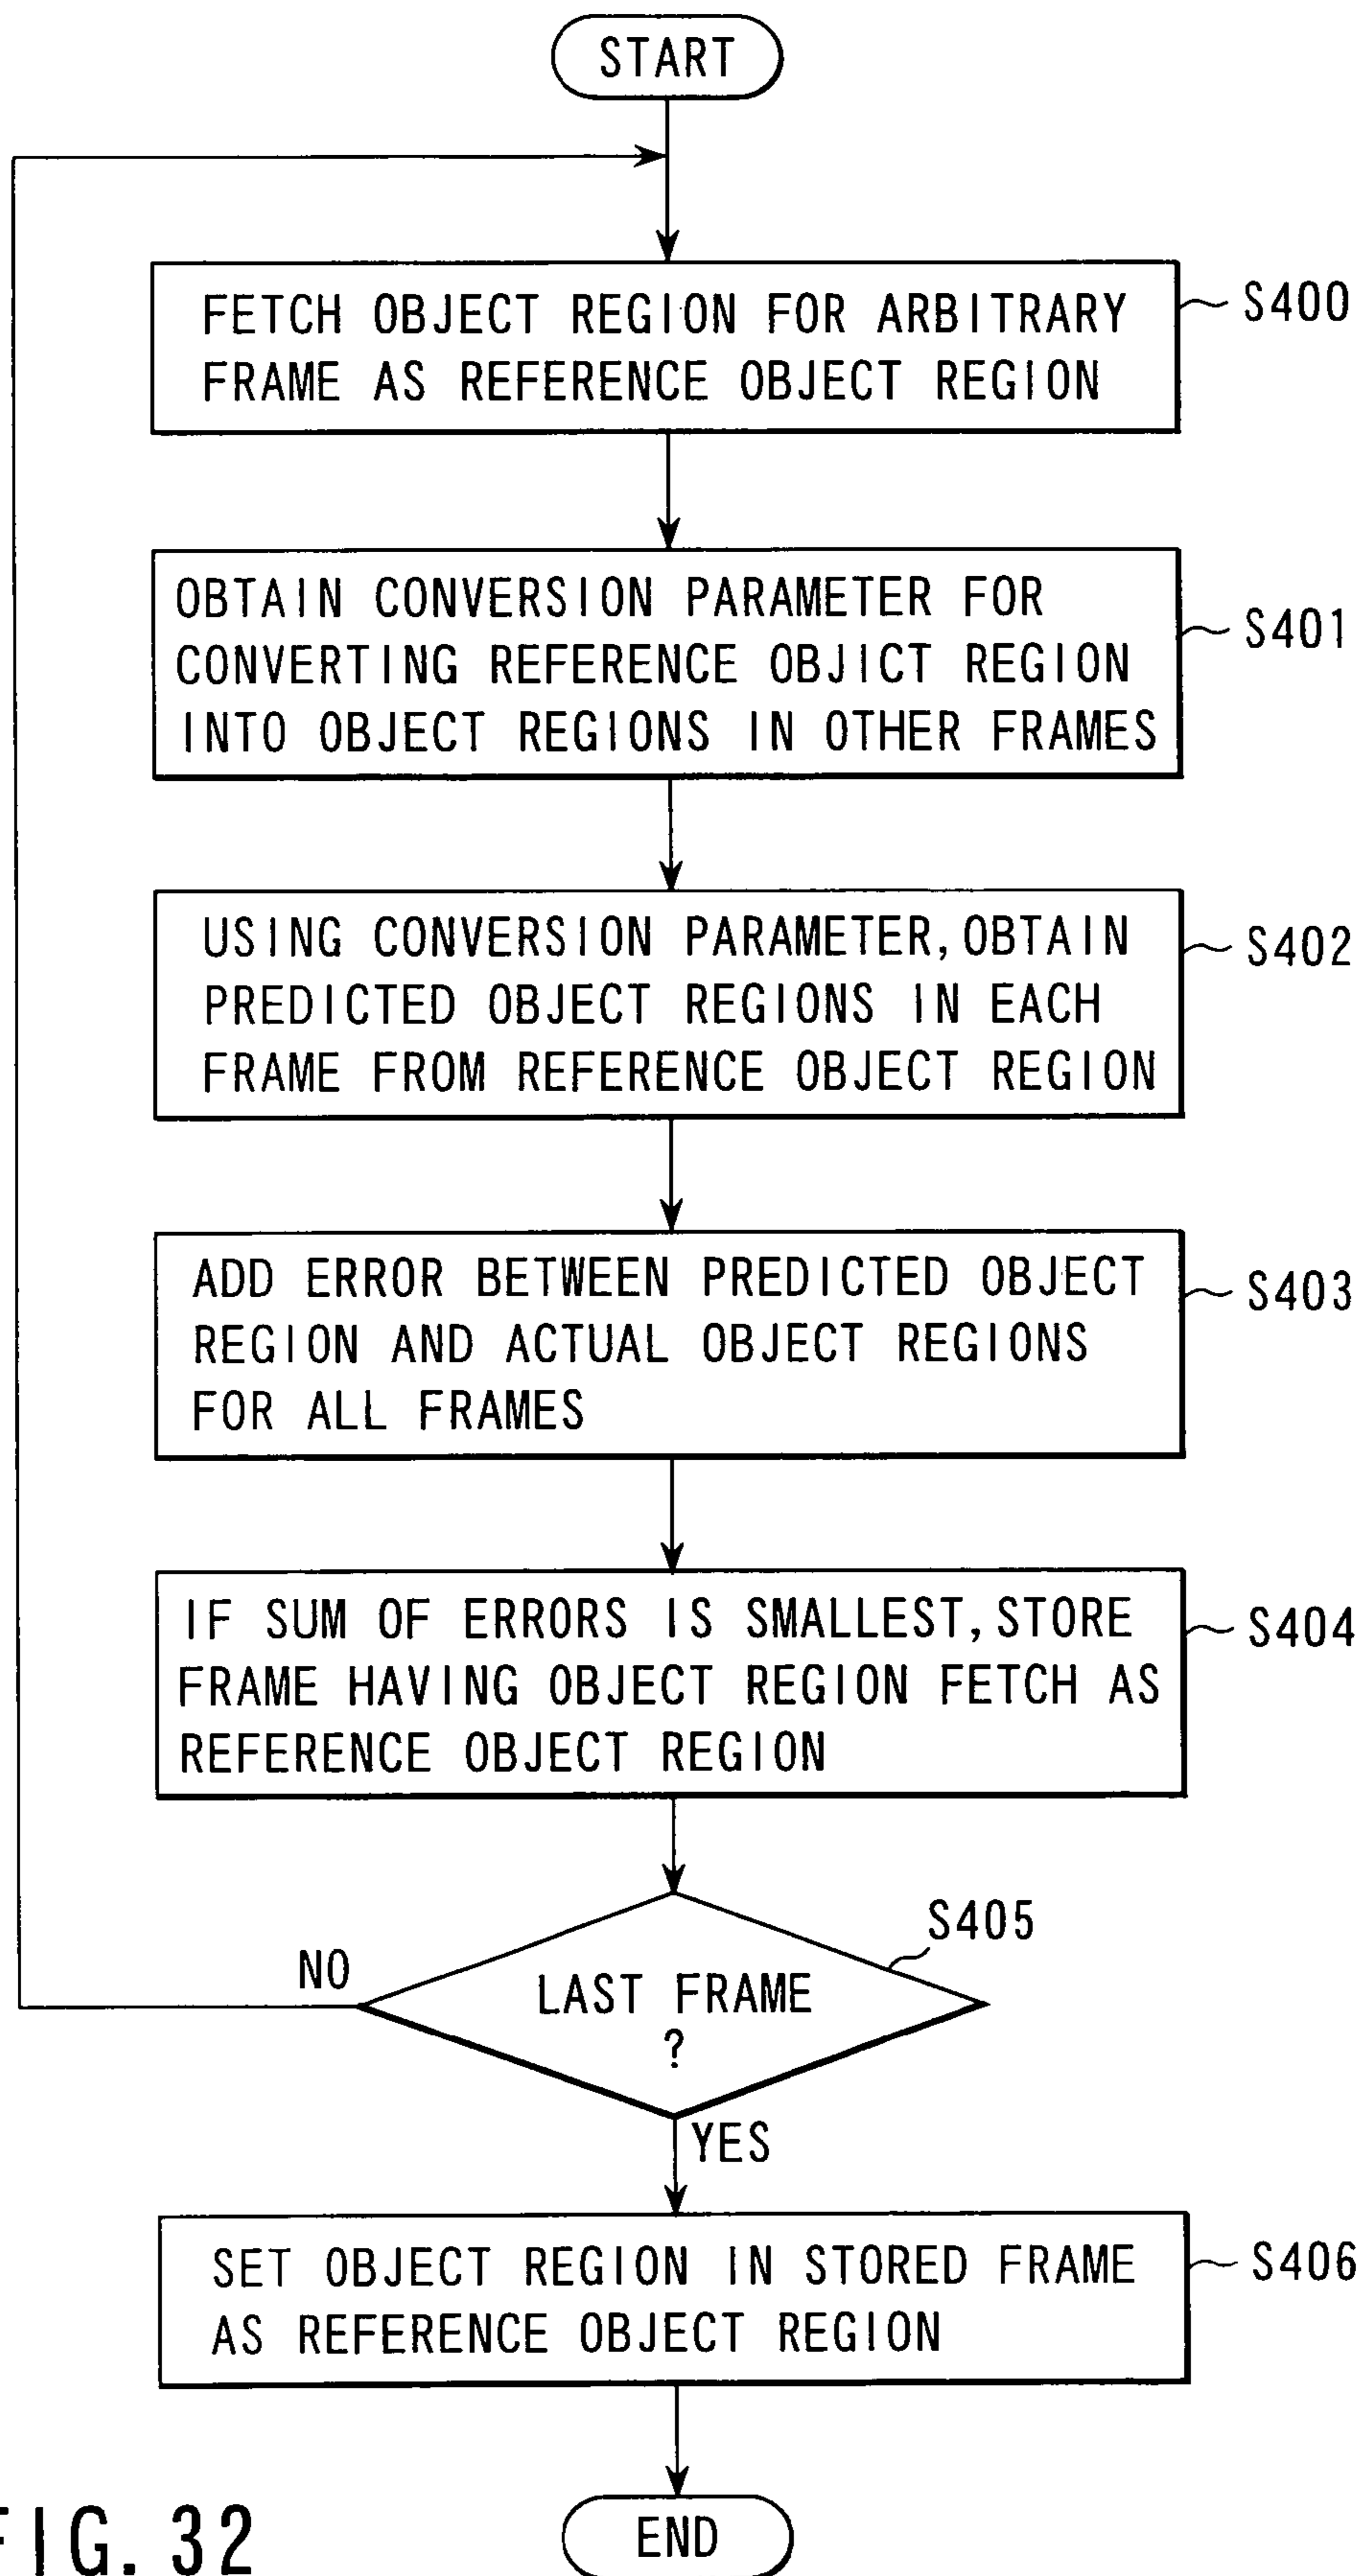 START
FETCH OBJECT REGION FOR ARBITRARY
FRAME AS REFERENCE OBJECT REGION
S400
OBTAIN CONVERSION PARAMETER FOR
CONVERTING REFERENCE OBJICT REGION
INTO OBJECT REGIONS IN OTHER FRAMES
S401
USING CONVERSION PARAMETER, OBTAIN
PREDICTED OBJECT REGIONS IN EACH
FRAME FROM REFERENCE OBJECT REGION
S402
ADD ERROR BETWEEN PREDICTED OBJECT
REGION AND ACTUAL OBJECT REGIONS
FOR ALL FRAMES
S403
IF SUM OF ERRORS IS SMALLEST, STORE
FRAME HAVING OBJECT REGION FETCH AS
REFERENCE OBJECT REGION
S404
S405
NO
LAST FRAME
?
YES
SET OBJECT REGION IN STORED FRAME
AS REFERENCE OBJECT REGION
S406
END
FIG. 32